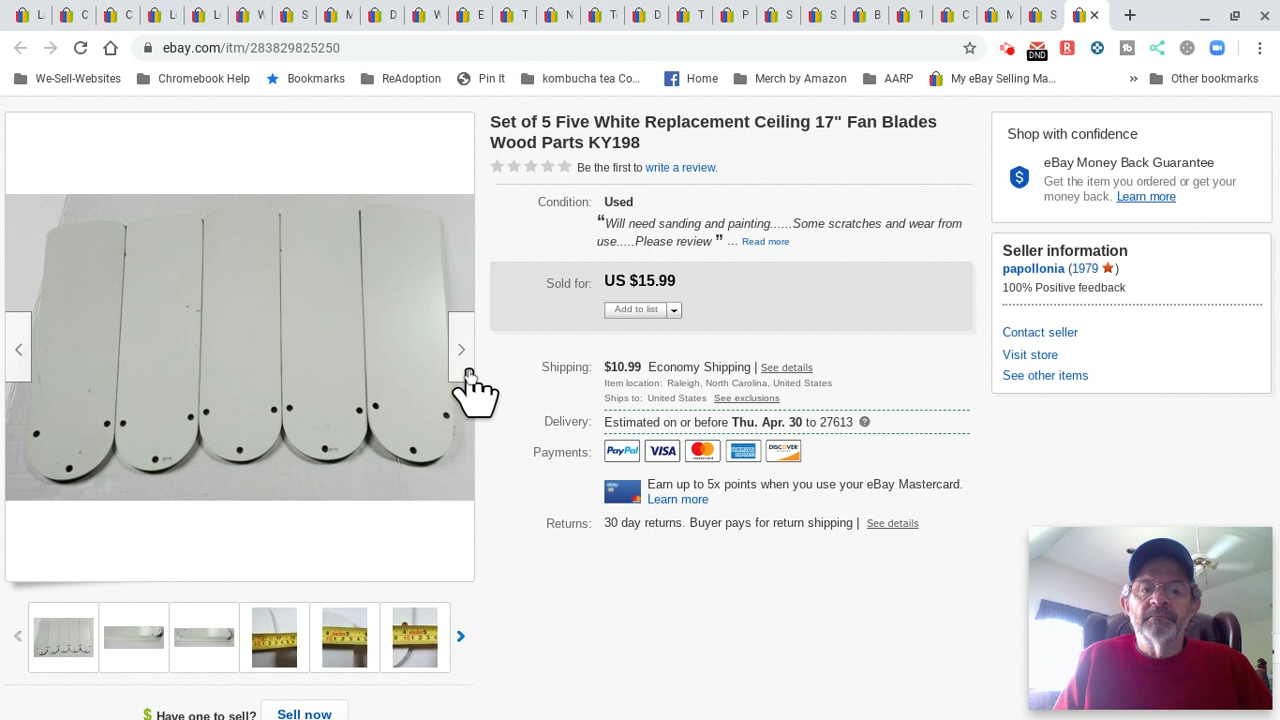 L
C
C
L
L
W
S
M
D
W
E
T
N
T
D
T
P
S
S
B
1
C
M
S
ebay.com/itm/283829825250
DND
We-Sell-Websites
Chromebook Help
Bookmarks
ReAdoption
Pin It
kombucha tea Co...
Home
Merch by Amazon
AARP
My eBay Selling Ma...
»
Other bookmarks
Set of 5 Five White Replacement Ceiling 17" Fan Blades
Wood Parts KY198
Be the first to write a review.
Condition: Used
“Will need sanding and painting......Some scratches and wear from
use.....Please review ” ... Read more
Sold for: US $15.99
Add to list
Shipping: $10.99 Economy Shipping | See details
Item location: Raleigh, North Carolina, United States
Ships to: United States See exclusions
Delivery: Estimated on or before Thu. Apr. 30 to 27613
Payments: PayPal VISA MasterCard DISCOVER
Earn up to 5x points when you use your eBay Mastercard.
Learn more
Returns: 30 day returns. Buyer pays for return shipping | See details
Shop with confidence
eBay Money Back Guarantee
Get the item you ordered or get your
money back. Learn more
Seller information
papollonia (1979)
100% Positive feedback
Contact seller
Visit store
See other items
$ Have one to sell? Sell now